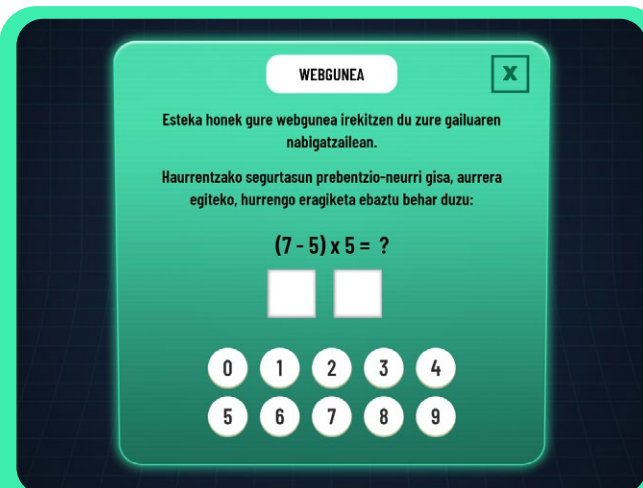 WEBGUNEA
X
Esteka honek gure webgunea irekitzen du zure gailuaren
nabigatzailean.
Haurrentzako segurtasun prebentzio-neurri gisa, aurrera
egiteko, hurrengo eragiketa ebaztu behar duzu:
(7 - 5) x 5 = ?
0 1 2 3 4
5 6 7 8 9